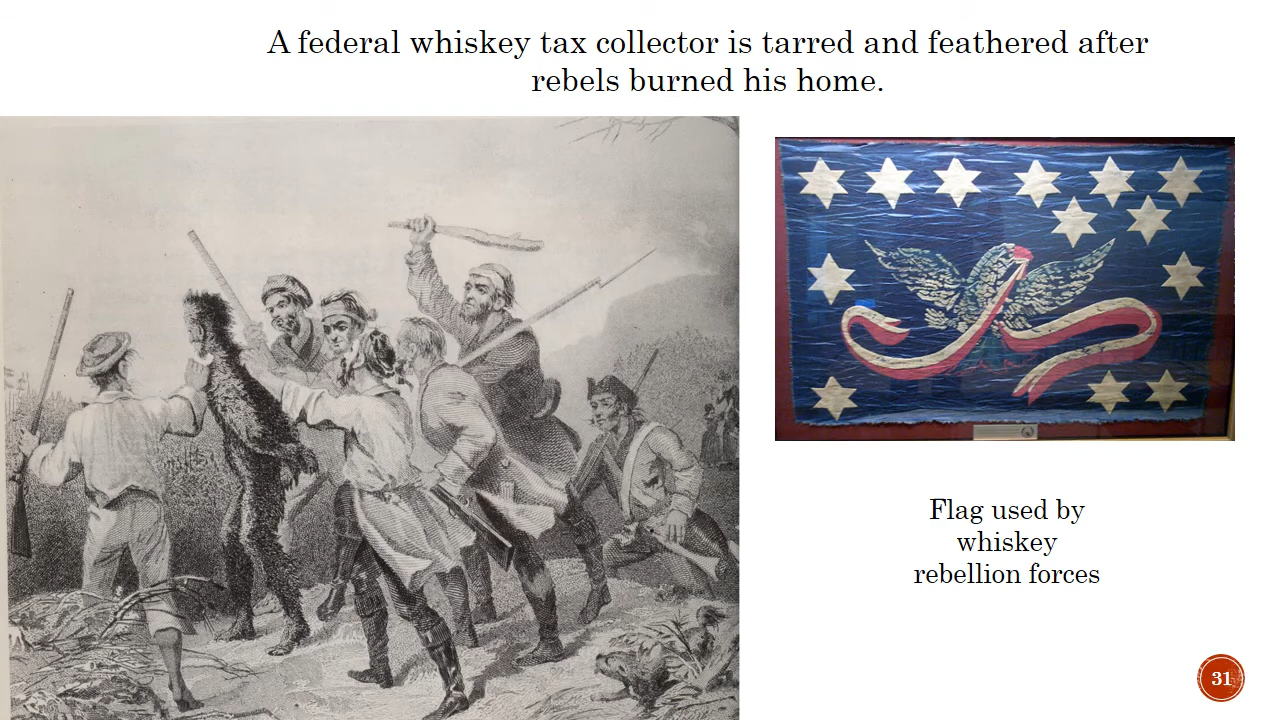 A federal whiskey tax collector is tarred and feathered after
rebels burned his home.
Flag used by
whiskey
rebellion forces
31